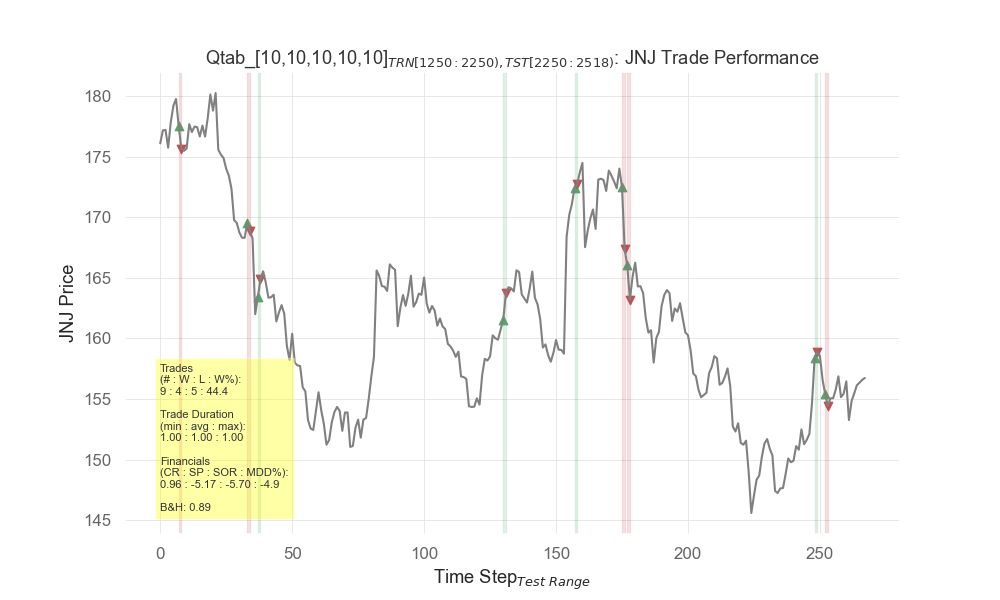 Qtab_[10,10,10,10,10]TRN[1250:2250),TST[2250:2518): JNJ Trade Performance
180
175
170
165
160
155
150
145
JNJ Price
Trades
(# : W : L : W%):
9 : 4 : 5 : 44.4
Trade Duration
(min : avg : max):
1.00 : 1.00 : 1.00
Financials
(CR : SP : SOR : MDD%):
0.96 : -5.17 : -5.70 : -4.9
B&H: 0.89
0 50 100 150 200 250
Time StepTest Range